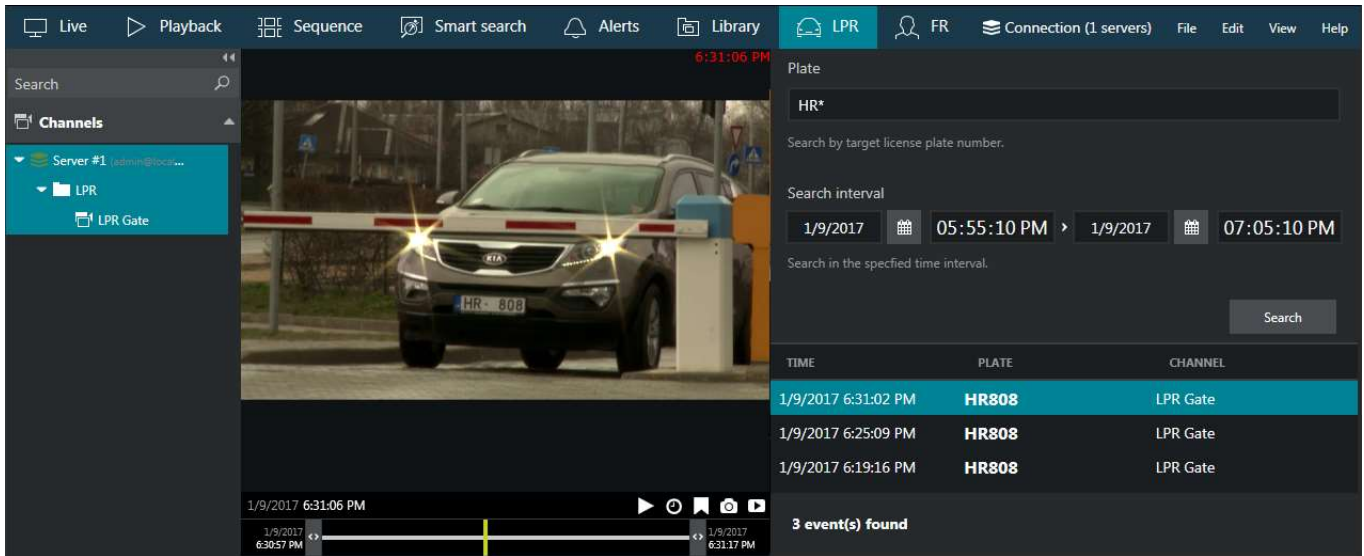 Live Playback Sequence Smart search Alerts Library LPR FR Connection (1 servers) File Edit View Help
Search
Channels
Server #1 (admin@local...
LPR
LPR Gate
6:31:06 PM
KIA
HR- 808
1/9/2017 6:31:06 PM
1/9/2017 1/9/2017
6:30:57 PM 6:31:17 PM
Plate
HR*
Search by target license plate number.
Search interval
1/9/2017 05:55:10 PM › 1/9/2017 07:05:10 PM
Search in the specfied time interval.
Search
TIME PLATE CHANNEL
1/9/2017 6:31:02 PM HR808 LPR Gate
1/9/2017 6:25:09 PM HR808 LPR Gate
1/9/2017 6:19:16 PM HR808 LPR Gate
3 event(s) found